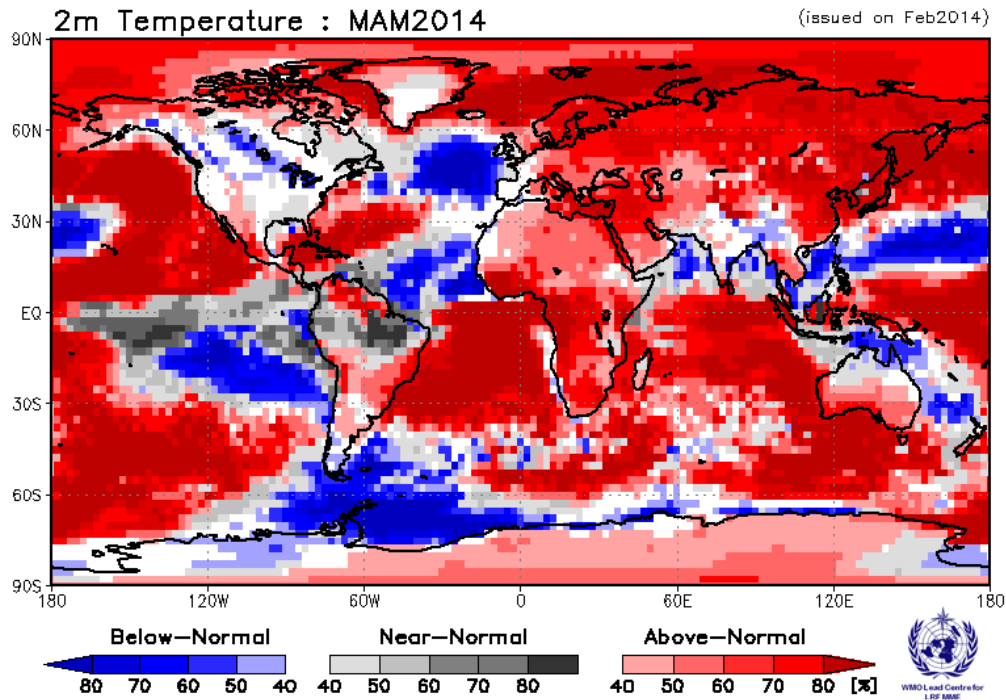 2m Temperature : MAM2014
(issued on Feb2014)
90N
60N
30N
EQ
30S
60S
90S
180 120W 60W 0 60E 120E 180
Below-Normal Near-Normal Above-Normal
80 70 60 50 40 40 50 60 70 80 40 50 60 70 80 [%]
WMO Lead Centre for
LRF MME